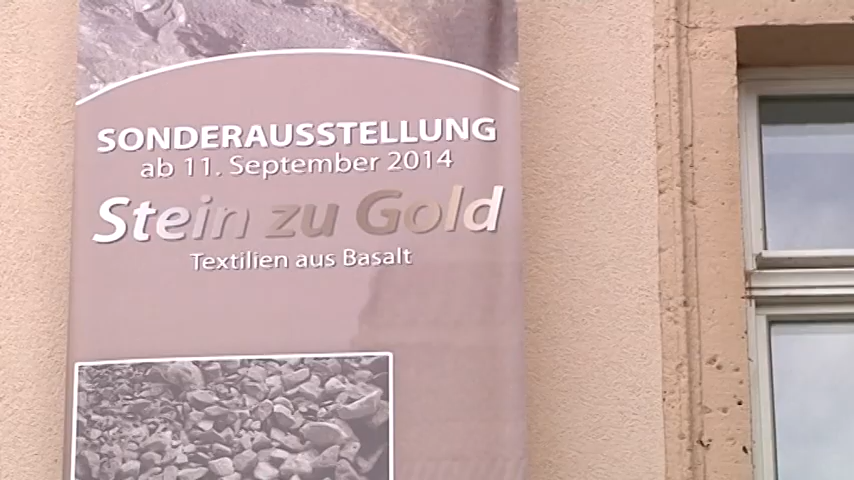 SONDERAUSSTELLUNG
ab 11. September 2014
Stein zu Gold
Textilien aus Basalt